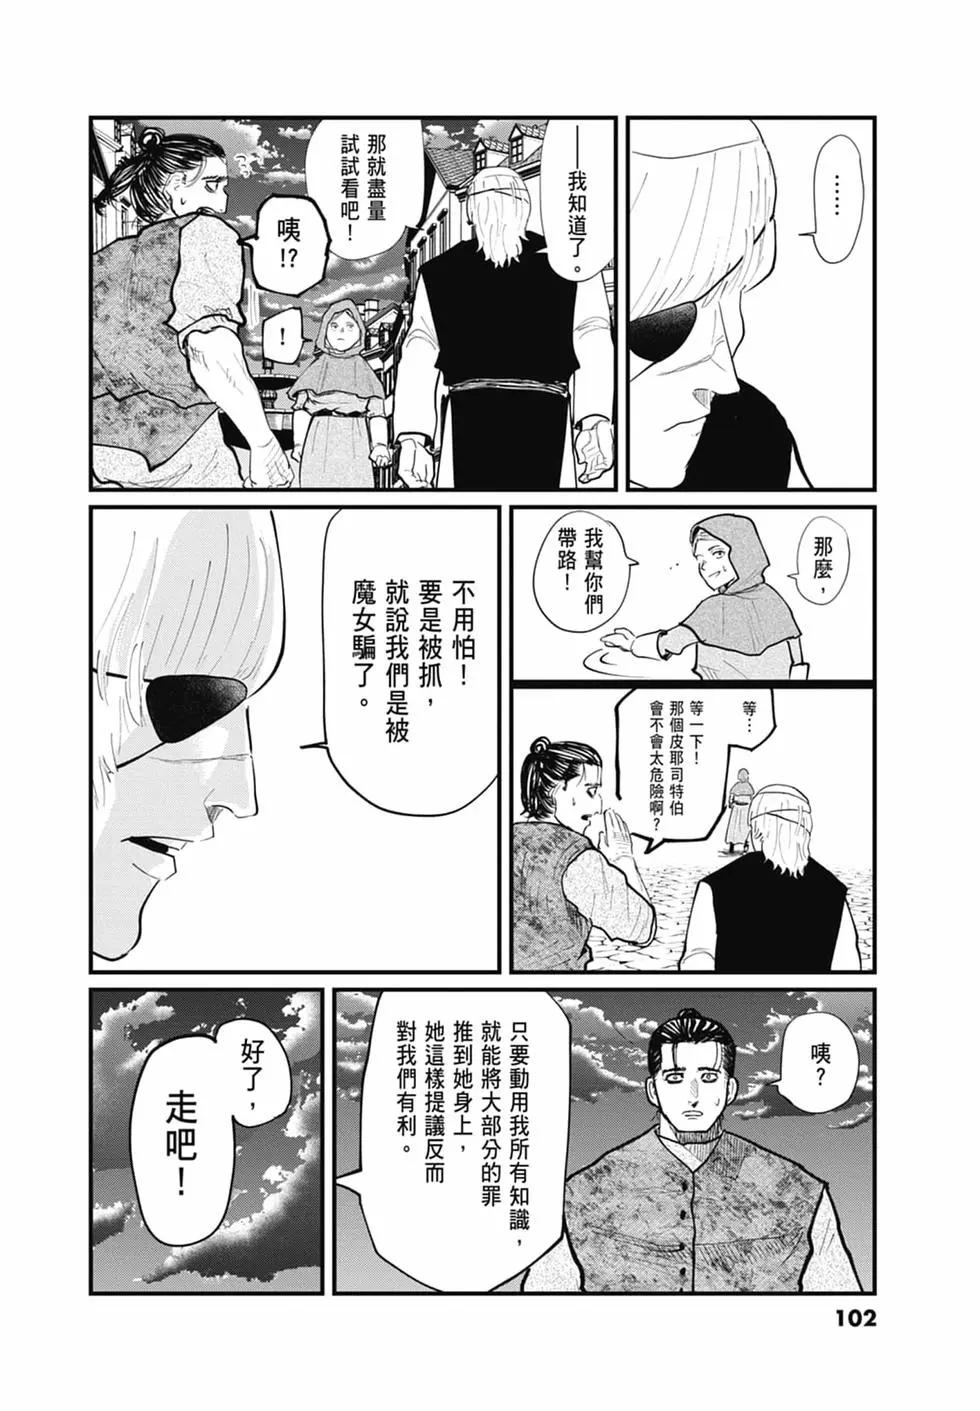 ……
——我知道了。
那就盡量
試試看吧！
咦!?
！
那麼，
我幫你們
帶路！
等…
等一下！
那個皮耶司特伯
會不會太危險啊？
不用怕！
要是被抓，
就說我們是被
魔女騙了。
咦？
只要動用我所有知識，
就能將大部分的罪
推到她身上，
她這樣提議反而
對我們有利。
好了，
走吧！
102